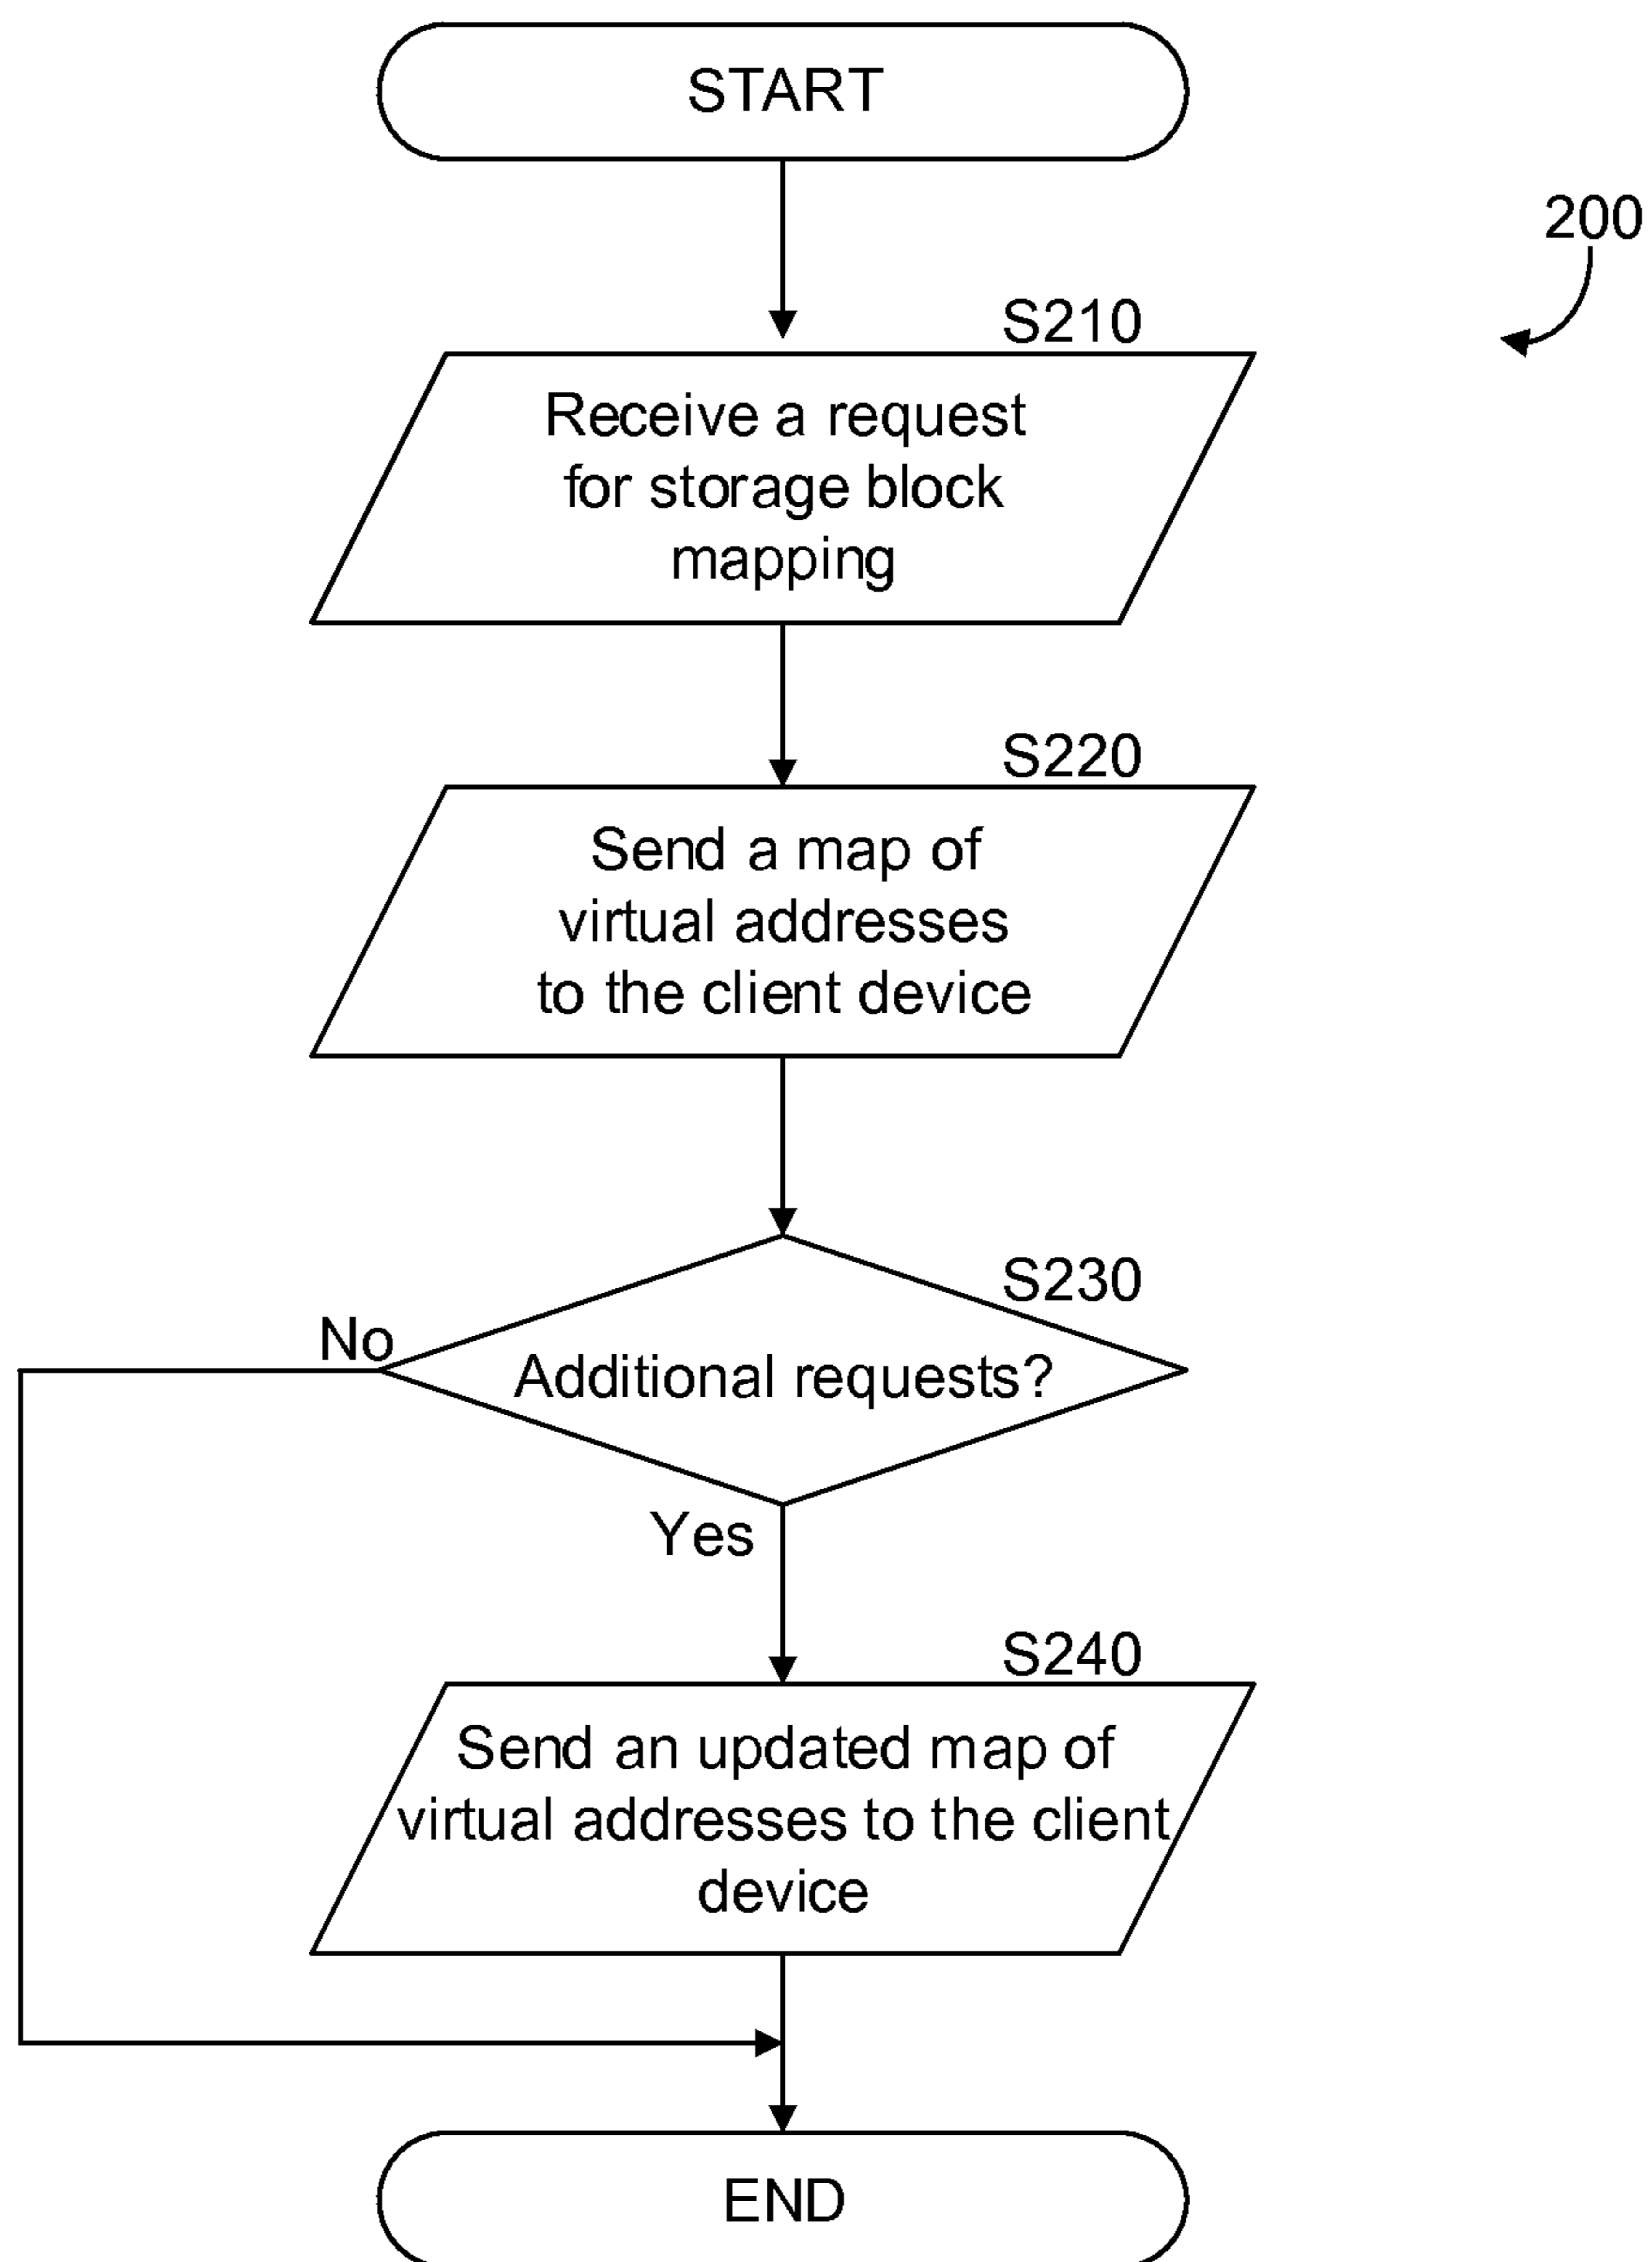 START
200
S210
Receive a request
for storage block
mapping
S220
Send a map of
virtual addresses
to the client device
S230
No
Additional requests?
Yes
S240
Send an updated map of
virtual addresses to the client
device
END